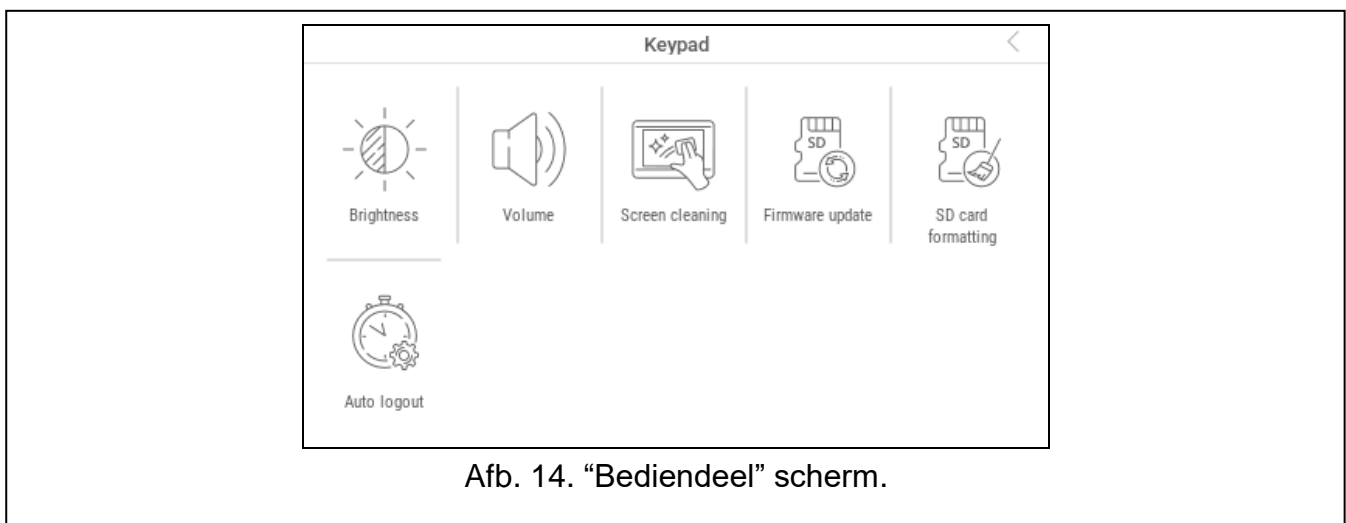 Keypad
SD
SD
Brightness
Volume
Screen cleaning
Firmware update
SD card
formatting
Auto logout
Afb. 14. “Bediendeel” scherm.